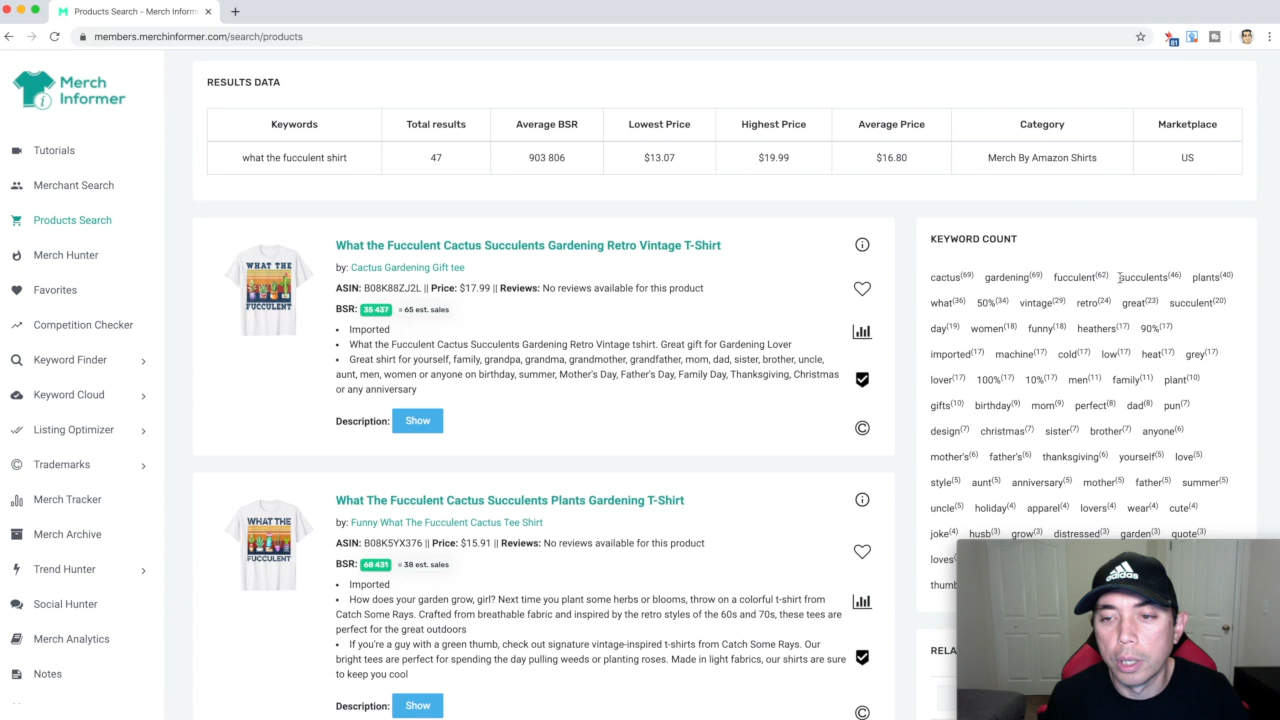 Products Search - Merch Inform
members.merchinformer.com/search/products
81
Merch
Informer
Tutorials
Merchant Search
Products Search
Merch Hunter
Favorites
Competition Checker
Keyword Finder
Keyword Cloud
Listing Optimizer
Trademarks
Merch Tracker
Merch Archive
Trend Hunter
Social Hunter
Merch Analytics
Notes
RESULTS DATA
Keywords Total results Average BSR Lowest Price Highest Price Average Price Category Marketplace
what the fucculent shirt 47 903 806 $13.07 $19.99 $16.80 Merch By Amazon Shirts US
WHAT THE
FUCCULENT
What the Fucculent Cactus Succulents Gardening Retro Vintage T-Shirt
by: Cactus Gardening Gift tee
ASIN: B08K88ZJ2L || Price: $17.99 || Reviews: No reviews available for this product
BSR: 35 437 ≈ 65 est. sales
• Imported
• What the Fucculent Cactus Succulents Gardening Retro Vintage tshirt. Great gift for Gardening Lover
• Great shirt for yourself, family, grandpa, grandma, grandmother, grandfather, mom, dad, sister, brother, uncle,
aunt, men, women or anyone on birthday, summer, Mother's Day, Father's Day, Family Day, Thanksgiving, Christmas
or any anniversary
Description: Show
WHAT THE
FUCCULENT
What The Fucculent Cactus Succulents Plants Gardening T-Shirt
by: Funny What The Fucculent Cactus Tee Shirt
ASIN: B08K5YX376 || Price: $15.91 || Reviews: No reviews available for this product
BSR: 68 431 ≈ 38 est. sales
• Imported
• How does your garden grow, girl? Next time you plant some herbs or blooms, throw on a colorful t-shirt from
Catch Some Rays. Crafted from breathable fabric and inspired by the retro styles of the 60s and 70s, these tees are
perfect for the great outdoors
• If you're a guy with a green thumb, check out signature vintage-inspired t-shirts from Catch Some Rays. Our
bright tees are perfect for spending the day pulling weeds or planting roses. Made in light fabrics, our shirts are sure
to keep you cool
Description: Show
KEYWORD COUNT
cactus(69) gardening(69) fucculent(62) succulents(46) plants(40)
what(36) 50%(34) vintage(29) retro(24) great(23) succulent(20)
day(19) women(18) funny(18) heathers(17) 90%(17)
imported(17) machine(17) cold(17) low(17) heat(17) grey(17)
lover(17) 100%(17) 10%(17) men(11) family(11) plant(10)
gifts(10) birthday(9) mom(9) perfect(8) dad(8) pun(7)
design(7) christmas(7) sister(7) brother(7) anyone(6)
mother's(6) father's(6) thanksgiving(6) yourself(5) love(5)
style(5) aunt(5) anniversary(5) mother(5) father(5) summer(5)
uncle(5) holiday(4) apparel(4) lovers(4) wear(4) cute(4)
joke(4) husb(3) grow(3) distressed(3) garden(3) quote(3)
loves
thumb
RELA
adidas